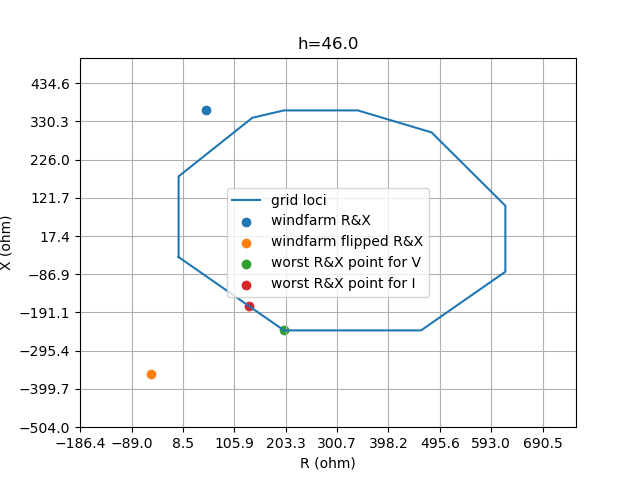 h=46.0
X (ohm)
434.6
330.3
226.0
121.7
17.4
−86.9
−191.1
−295.4
−399.7
−504.0
grid loci
windfarm R&X
windfarm flipped R&X
worst R&X point for V
worst R&X point for I
−186.4 −89.0 8.5 105.9 203.3 300.7 398.2 495.6 593.0 690.5
R (ohm)